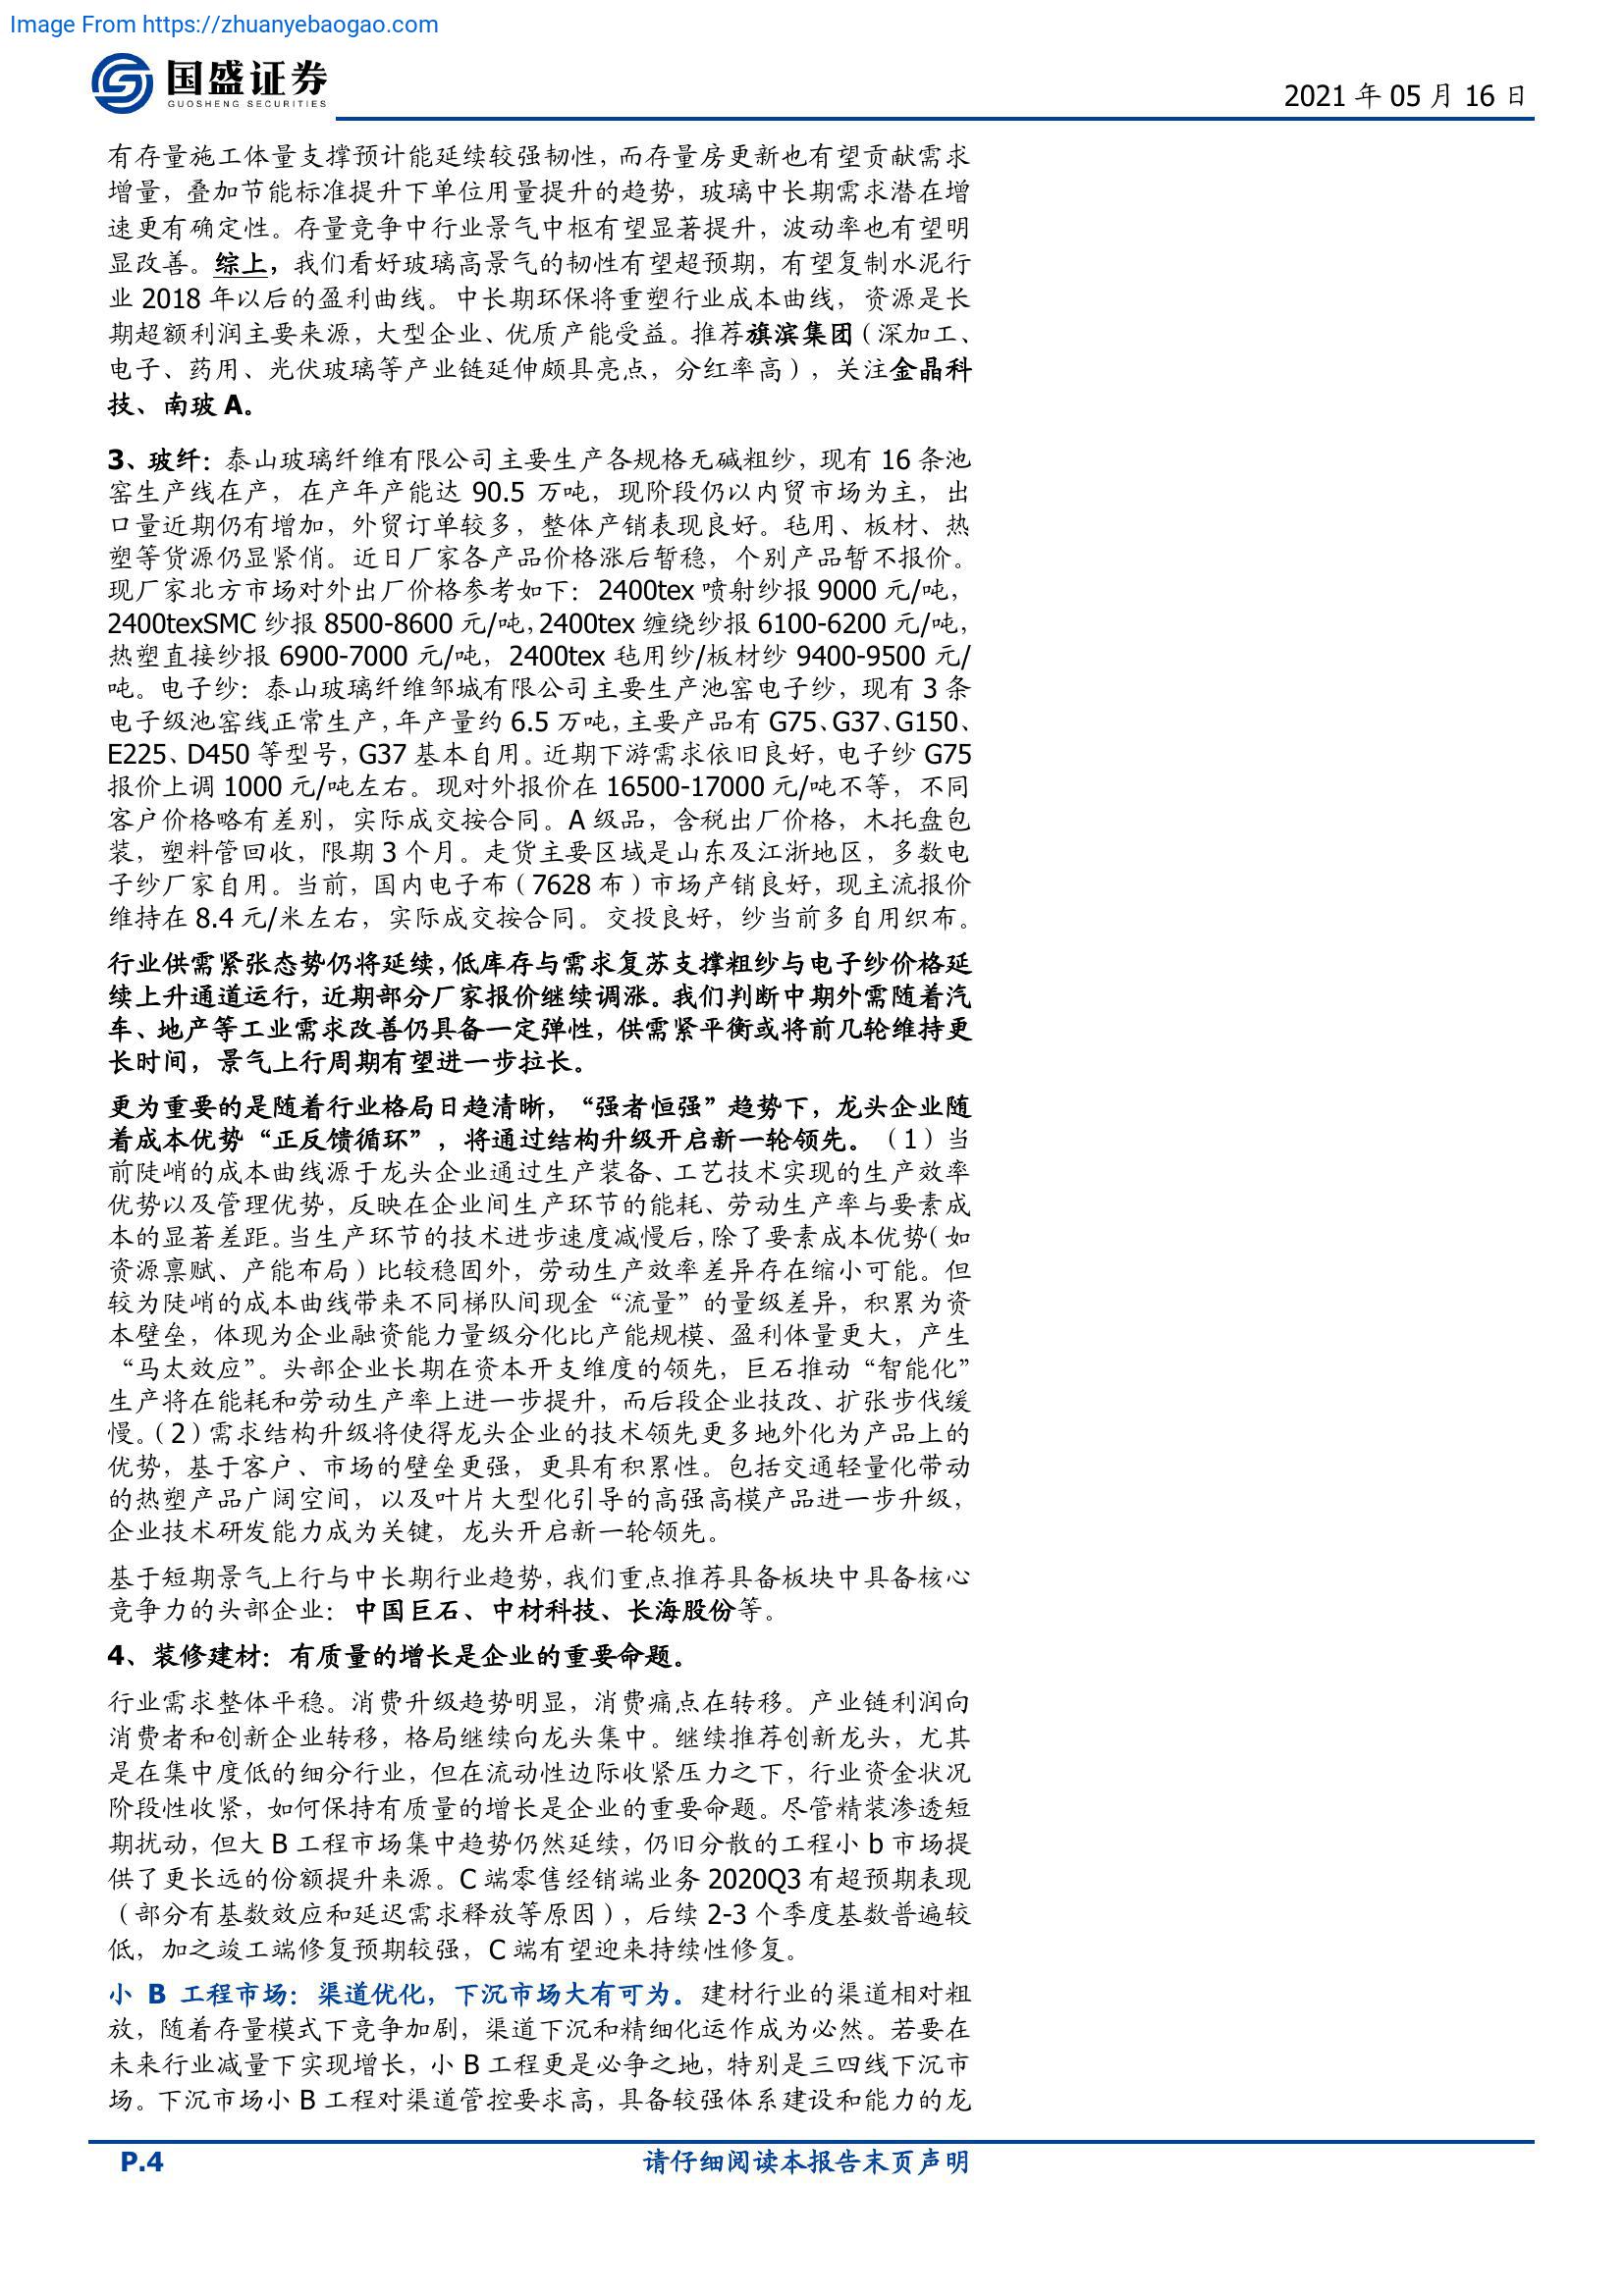 Image From https://zhuanyebaogao.com
国盛证券
GUOSHENG SECURITIES
2021 年 05 月 16 日
有存量施工体量支撑预计能延续较强韧性，而存量房更新也有望贡献需求
增量，叠加节能标准提升下单位用量提升的趋势，玻璃中长期需求潜在增
速更有确定性。存量竞争中行业景气中枢有望显著提升，波动率也有望明
显改善。综上，我们看好玻璃高景气的韧性有望超预期，有望复制水泥行
业 2018 年以后的盈利曲线。中长期环保将重塑行业成本曲线，资源是长
期超额利润主要来源，大型企业、优质产能受益。推荐旗滨集团（深加工、
电子、药用、光伏玻璃等产业链延伸颇具亮点，分红率高），关注金晶科
技、南玻 A。
3、玻纤：泰山玻璃纤维有限公司主要生产各规格无碱粗纱，现有 16 条池
窑生产线在产，在产年产能达 90.5 万吨，现阶段仍以内贸市场为主，出
口量近期仍有增加，外贸订单较多，整体产销表现良好。毡用、板材、热
塑等货源仍显紧俏。近日厂家各产品价格涨后暂稳，个别产品暂不报价。
现厂家北方市场对外出厂价格参考如下：2400tex 喷射纱报 9000 元/吨，
2400texSMC 纱报 8500-8600 元/吨，2400tex 缠绕纱报 6100-6200 元/吨，
热塑直接纱报 6900-7000 元/吨，2400tex 毡用纱/板材纱 9400-9500 元/
吨。电子纱：泰山玻璃纤维邹城有限公司主要生产池窑电子纱，现有 3 条
电子级池窑线正常生产，年产量约 6.5 万吨，主要产品有 G75、G37、G150、
E225、D450 等型号，G37 基本自用。近期下游需求依旧良好，电子纱 G75
报价上调 1000 元/吨左右。现对外报价在 16500-17000 元/吨不等，不同
客户价格略有差别，实际成交按合同。A 级品，含税出厂价格，木托盘包
装，塑料管回收，限期 3 个月。走货主要区域是山东及江浙地区，多数电
子纱厂家自用。当前，国内电子布（7628 布）市场产销良好，现主流报价
维持在 8.4 元/米左右，实际成交按合同。交投良好，纱当前多自用织布。
行业供需紧张态势仍将延续，低库存与需求复苏支撑粗纱与电子纱价格延
续上升通道运行，近期部分厂家报价继续调涨。我们判断中期外需随着汽
车、地产等工业需求改善仍具备一定弹性，供需紧平衡或将前几轮维持更
长时间，景气上行周期有望进一步拉长。
更为重要的是随着行业格局日趋清晰，“强者恒强”趋势下，龙头企业随
着成本优势“正反馈循环”，将通过结构升级开启新一轮领先。（1）当
前陡峭的成本曲线源于龙头企业通过生产装备、工艺技术实现的生产效率
优势以及管理优势，反映在企业间生产环节的能耗、劳动生产率与要素成
本的显著差距。当生产环节的技术进步速度减慢后，除了要素成本优势（如
资源禀赋、产能布局）比较稳固外，劳动生产效率差异存在缩小可能。但
较为陡峭的成本曲线带来不同梯队间现金“流量”的量级差异，积累为资
本壁垒，体现为企业融资能力量级分化比产能规模、盈利体量更大，产生
“马太效应”。头部企业长期在资本开支维度的领先，巨石推动“智能化”
生产将在能耗和劳动生产率上进一步提升，而后段企业技改、扩张步伐缓
慢。（2）需求结构升级将使得龙头企业的技术领先更多地外化为产品上的
优势，基于客户、市场的壁垒更强，更具有积累性。包括交通轻量化带动
的热塑产品广阔空间，以及叶片大型化引导的高强高模产品进一步升级，
企业技术研发能力成为关键，龙头开启新一轮领先。
基于短期景气上行与中长期行业趋势，我们重点推荐具备板块中具备核心
竞争力的头部企业：中国巨石、中材科技、长海股份等。
4、装修建材：有质量的增长是企业的重要命题。
行业需求整体平稳。消费升级趋势明显，消费痛点在转移。产业链利润向
消费者和创新企业转移，格局继续向龙头集中。继续推荐创新龙头，尤其
是在集中度低的细分行业，但在流动性边际收紧压力之下，行业资金状况
阶段性收紧，如何保持有质量的增长是企业的重要命题。尽管精装渗透短
期扰动，但大 B 工程市场集中趋势仍然延续，仍旧分散的工程小 b 市场提
供了更长远的份额提升来源。C 端零售经销端业务 2020Q3 有超预期表现
（部分有基数效应和延迟需求释放等原因），后续 2-3 个季度基数普遍较
低，加之竣工端修复预期较强，C 端有望迎来持续性修复。
小 B 工程市场：渠道优化，下沉市场大有可为。建材行业的渠道相对粗
放，随着存量模式下竞争加剧，渠道下沉和精细化运作成为必然。若要在
未来行业减量下实现增长，小 B 工程更是必争之地，特别是三四线下沉市
场。下沉市场小 B 工程对渠道管控要求高，具备较强体系建设和能力的龙
P.4
请仔细阅读本报告末页声明